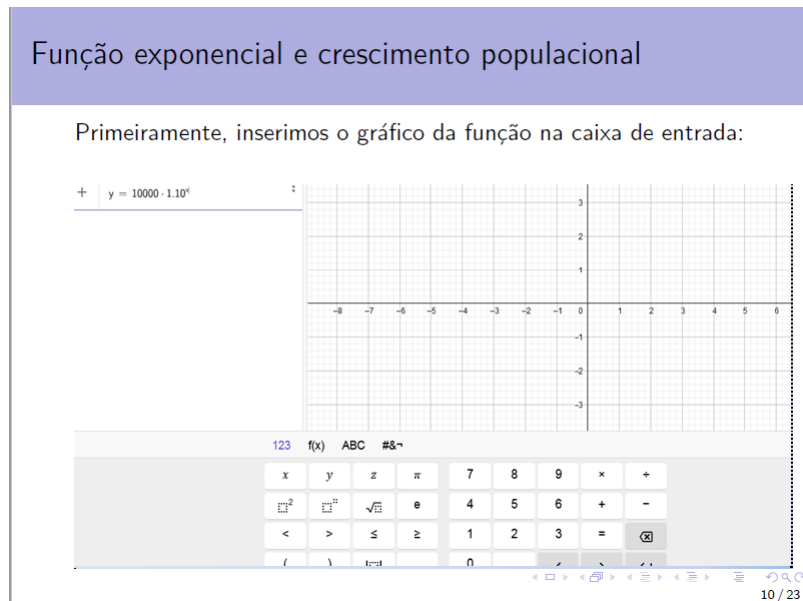 Função exponencial e crescimento populacional
Primeiramente, inserimos o gráfico da função na caixa de entrada:
+ y = 10000 · 1.10ˣ
3
2
1
−8 −7 −6 −5 −4 −3 −2 −1 0 1 2 3 4 5 6
−1
−2
−3
123 f(x) ABC #&¬
x y z π 7 8 9 × ÷
□² □^□ √□ e 4 5 6 + −
< > ≤ ≥ 1 2 3 = ⌫
( ) 0
10 / 23